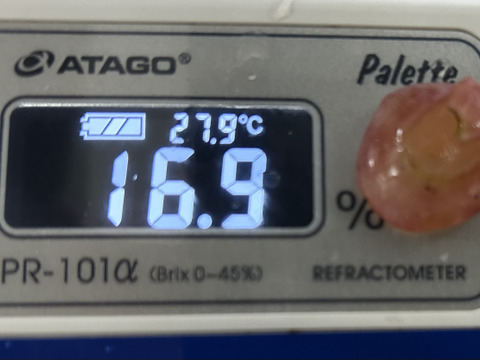 ATAGO®
Palette
27.9°C
16.9
%
PR-101α (Brix 0-45%) REFRACTOMETER